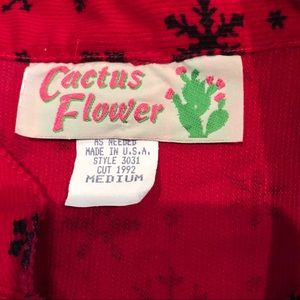 Cactus
Flower
AS NEEDED
MADE IN U.S.A.
STYLE 3031
CUT 1992
MEDIUM